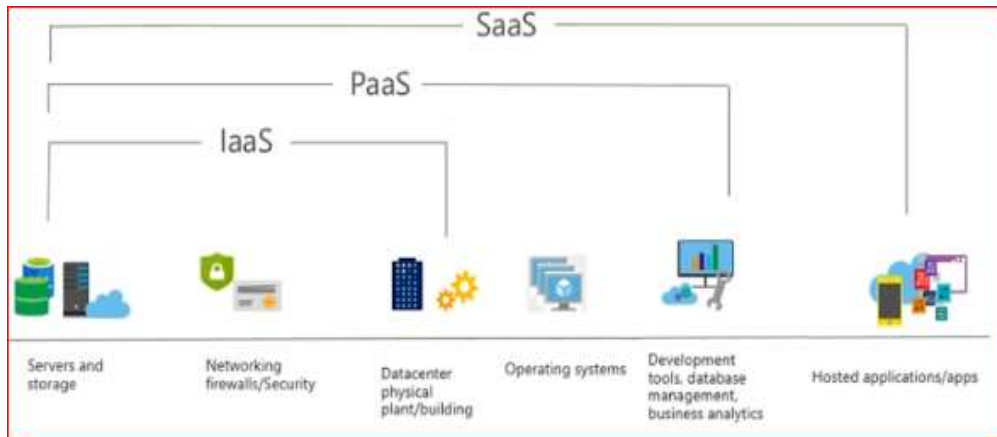 SaaS
PaaS
IaaS
Servers and
storage
Networking
firewalls/Security
Datacenter
physical
plant/building
Operating systems
Development
tools, database
management,
business analytics
Hosted applications/apps